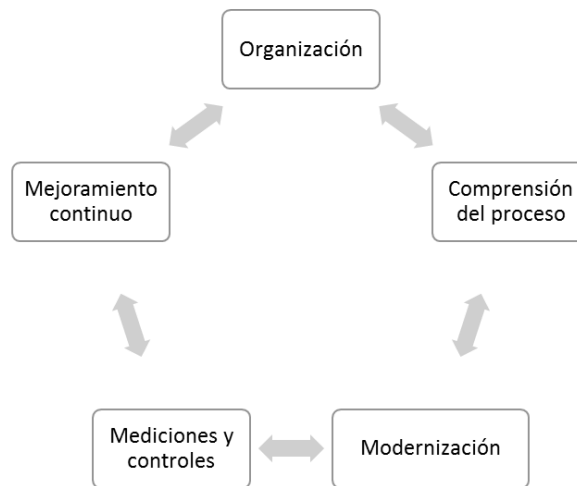 Organización
Mejoramiento
continuo
Comprensión
del proceso
Mediciones y
controles
Modernización